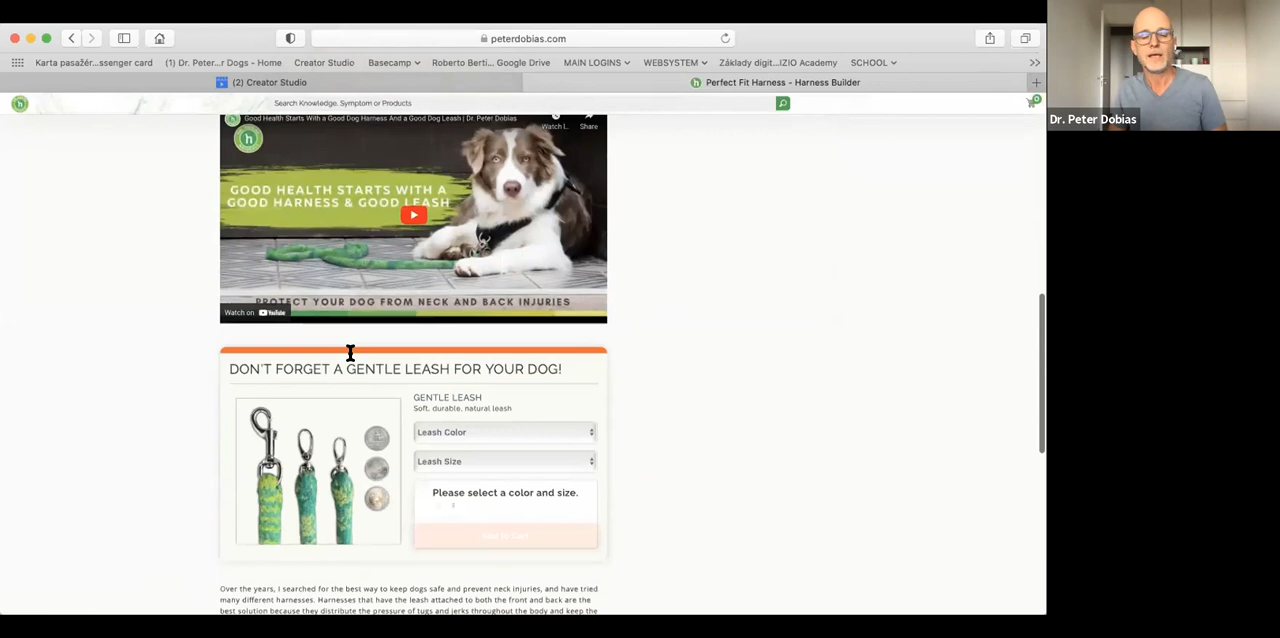 peterdobias.com
Karta pasažér...ssenger card
(1) Dr. Peter...r Dogs - Home
Creator Studio
Basecamp
Roberto Berti... Google Drive
MAIN LOGINS
WEBSYSTEM
Základy digit...IZIO Academy
SCHOOL
(2) Creator Studio
Perfect Fit Harness - Harness Builder
Search Knowledge, Symptom or Products
0
Dr. Peter Dobias
Good Health Starts With a Good Dog Harness And a Good Dog Leash | Dr. Peter Dobias
Watch l...
Share
GOOD HEALTH STARTS WITH A
GOOD HARNESS & GOOD LEASH
PROTECT YOUR DOG FROM NECK AND BACK INJURIES
Watch on YouTube
DON'T FORGET A GENTLE LEASH FOR YOUR DOG!
GENTLE LEASH
Soft, durable, natural leash
Leash Color
Leash Size
Please select a color and size.
Add to Cart
Over the years, I searched for the best way to keep dogs safe and prevent neck injuries, and have tried
many different harnesses. Harnesses that have the leash attached to both the front and back are the
best solution because they distribute the pressure of tugs and jerks throughout the body and keep the